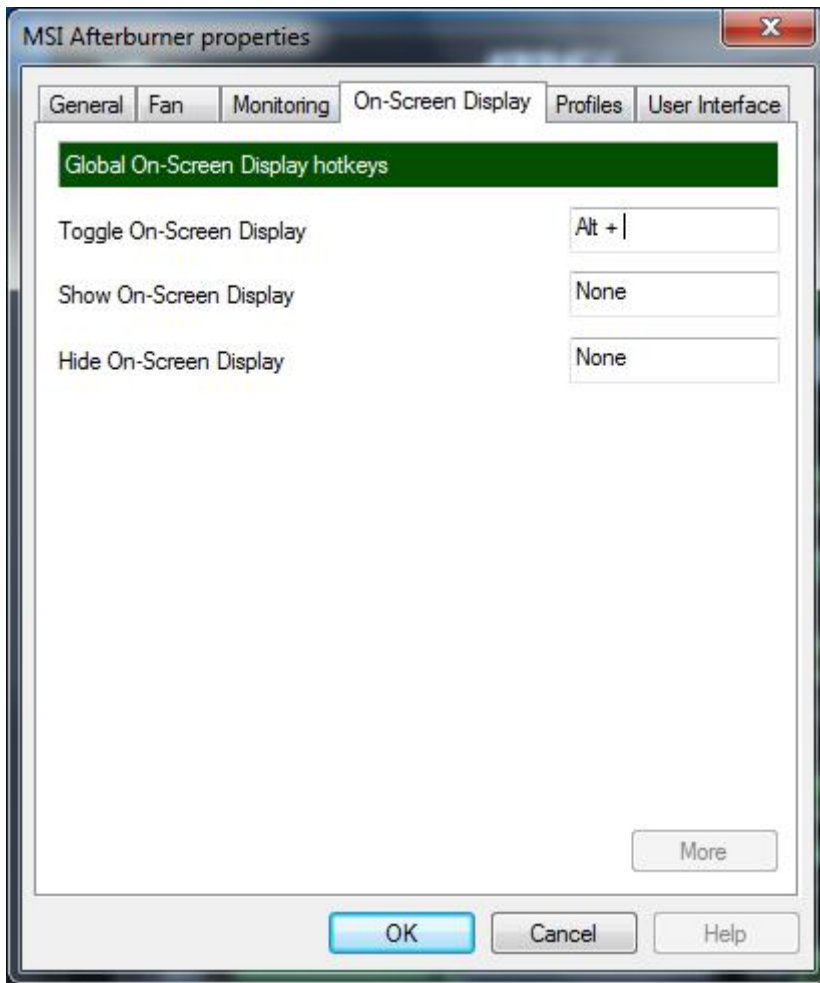 MSI Afterburner properties
General Fan Monitoring On-Screen Display Profiles User Interface
Global On-Screen Display hotkeys
Toggle On-Screen Display Alt +
Show On-Screen Display None
Hide On-Screen Display None
More
OK Cancel Help